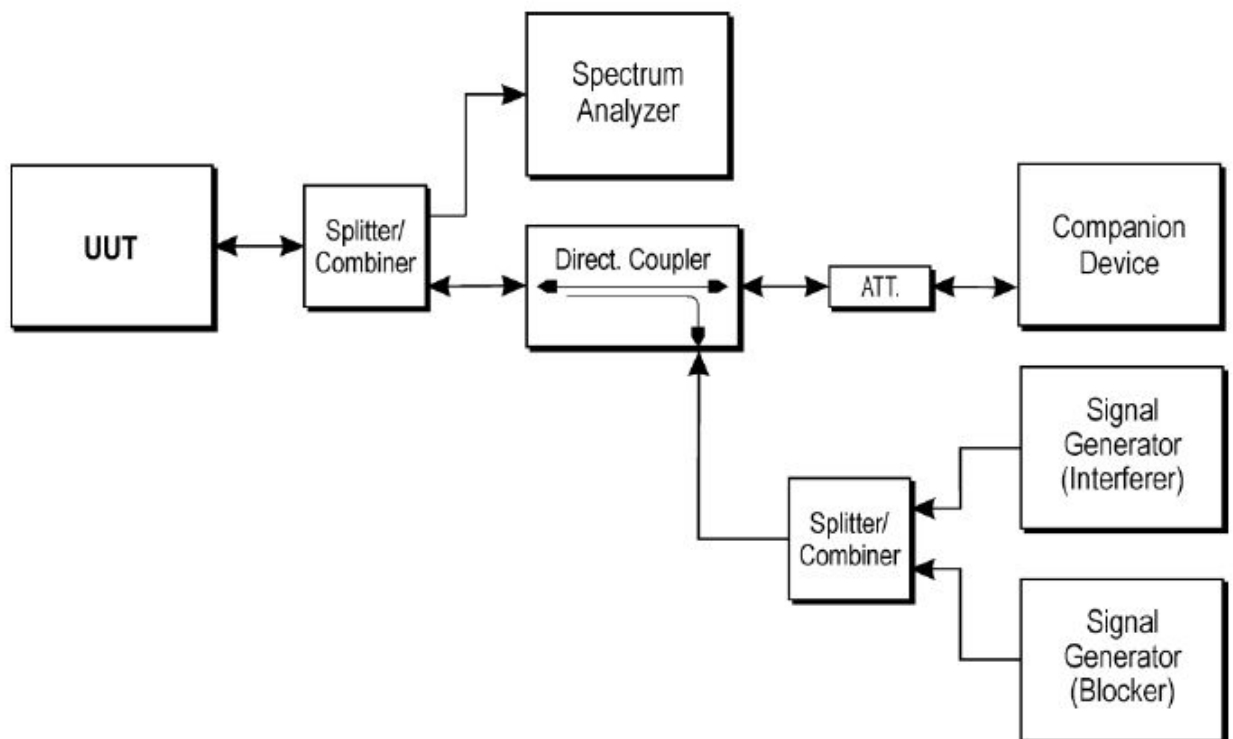 Spectrum
Analyzer
UUT
Splitter/
Combiner
Direct. Coupler
ATT.
Companion
Device
Signal
Generator
(Interferer)
Splitter/
Combiner
Signal
Generator
(Blocker)